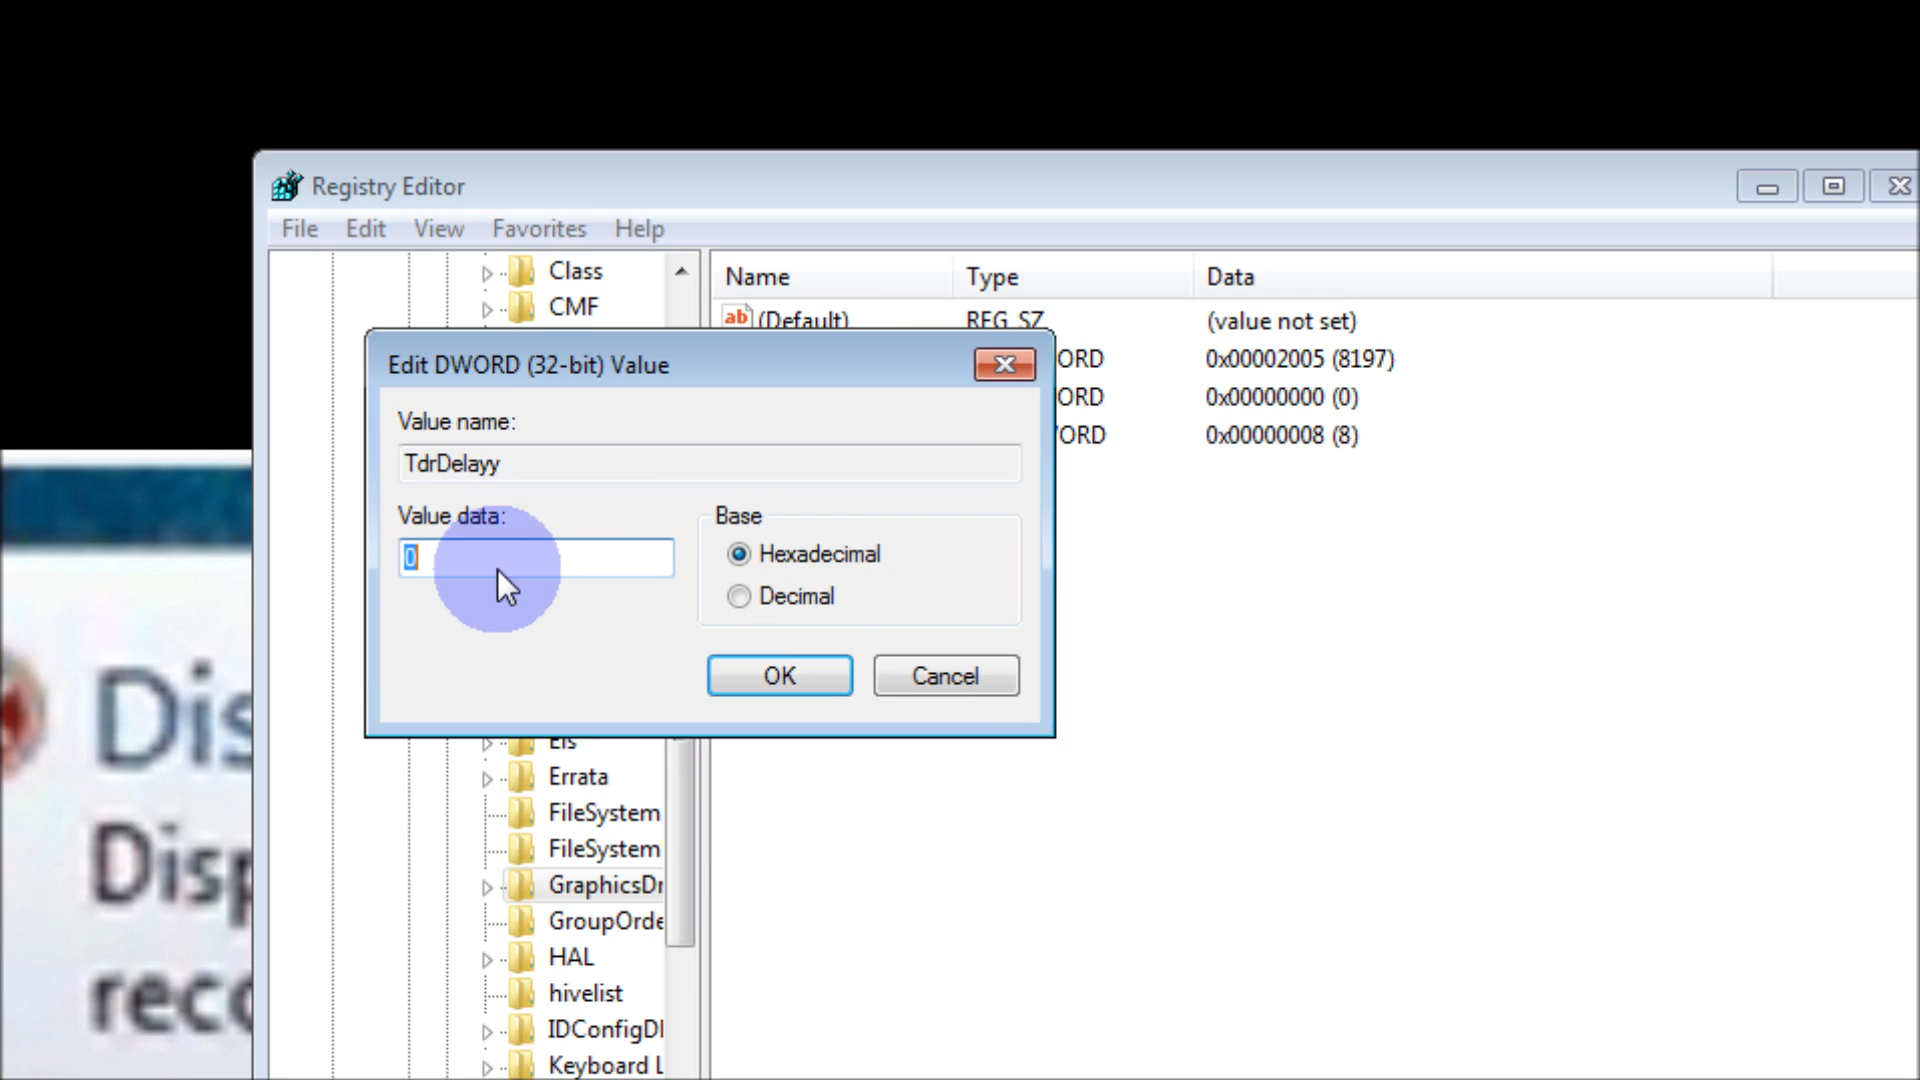 Registry Editor
File Edit View Favorites Help
Class
CMF
Name Type Data
ab (Default) REG_SZ (value not set)
ORD 0x00002005 (8197)
ORD 0x00000000 (0)
ORD 0x00000008 (8)
Edit DWORD (32-bit) Value
Value name:
TdrDelayy
Value data:
0
Base
Hexadecimal
Decimal
OK Cancel
Els
Errata
FileSystem
FileSystem
GraphicsDr
GroupOrde
HAL
hivelist
IDConfigDI
Keyboard L
Dis
Disp
reco